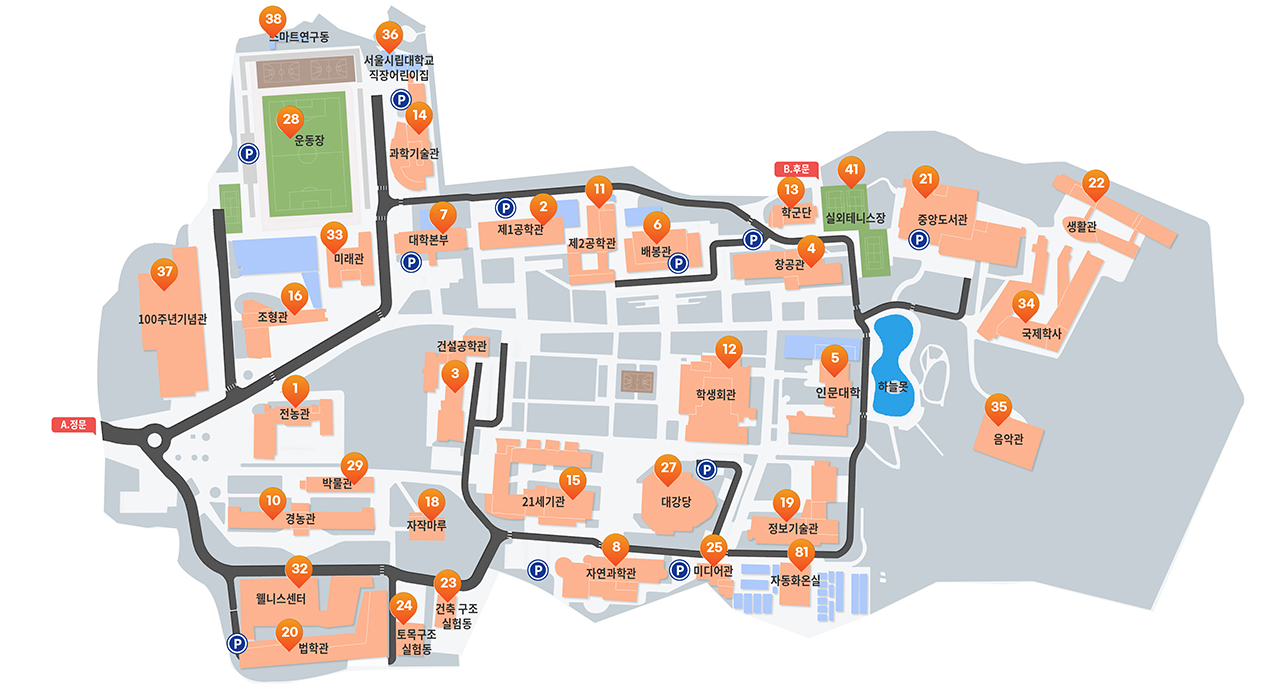 38
스마트연구동
36
서울시립대학교
직장어린이집
P
14
과학기술관
28
운동장
P
B.후문
41
13
학군단
실외테니스장
21
중앙도서관
P
22
생활관
11
제2공학관
2
제1공학관
P
7
대학본부
P
6
배봉관
P
P
4
창공관
33
미래관
37
100주년기념관
16
조형관
34
국제학사
건설공학관
3
12
학생회관
5
인문대학
하늘못
1
전농관
35
음악관
A.정문
29
박물관
10
경농관
18
자작마루
15
21세기관
27
대강당
P
19
정보기술관
8
자연과학관
P
25
미디어관
P
81
자동화온실
32
웰니스센터
23
건축 구조
실험동
24
토목구조
실험동
20
법학관
P